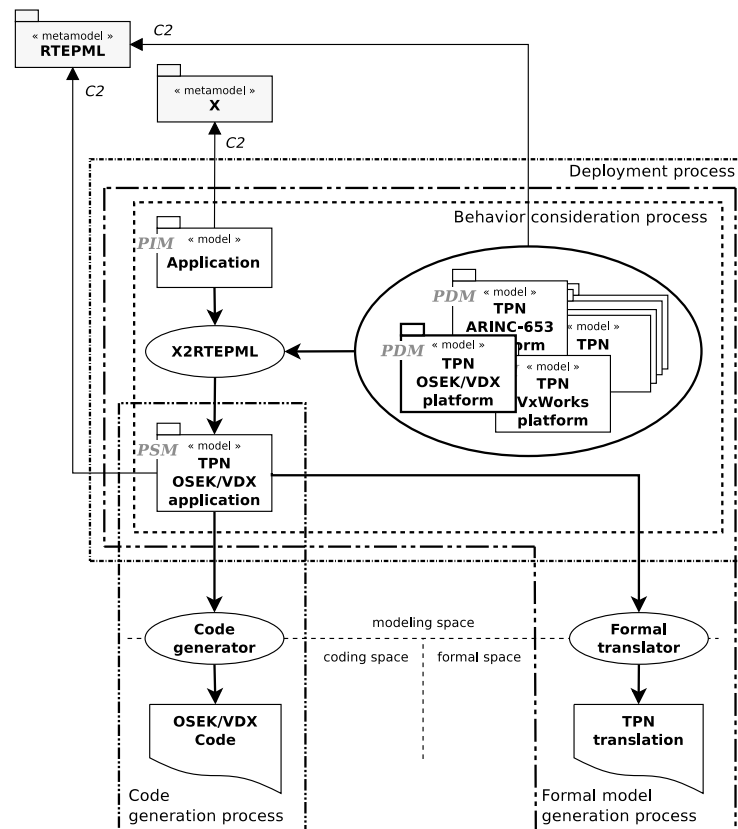 « metamodel »
RTEPML
C2
C2
« metamodel »
X
C2
Deployment process
Behavior consideration process
PIM
« model »
Application
PDM
« model »
TPN
ARINC-653
form
PDM
« model »
TPN
OSEK/VDX
platform
« model »
TPN
« model »
TPN
VxWorks
platform
X2RTEPML
PSM
« model »
TPN
OSEK/VDX
application
Code
generator
modeling space
Formal
translator
coding space
formal space
OSEK/VDX
Code
TPN
translation
Code
generation process
Formal model
generation process